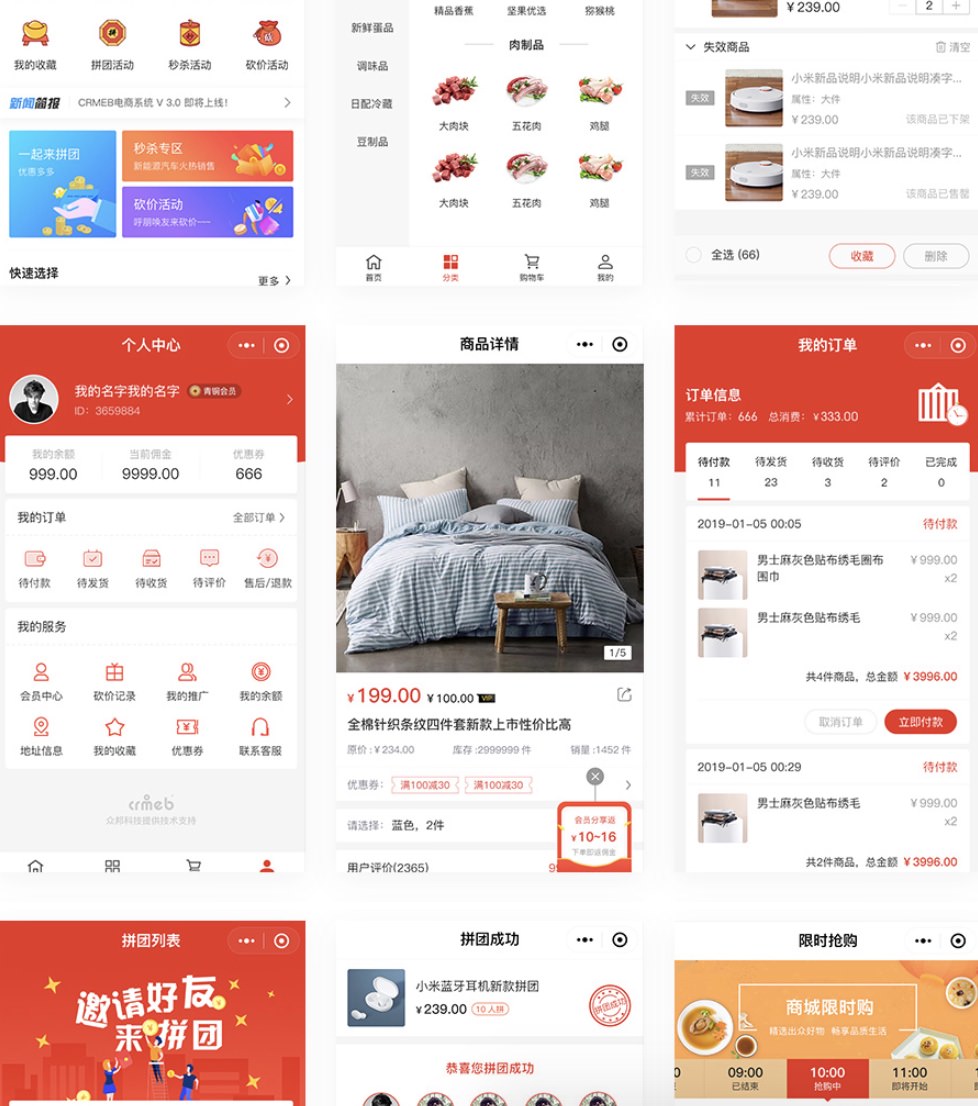 我的收藏
拼团活动
秒杀活动
砍价活动
新闻简报
CRMEB电商系统 V 3.0 即将上线!
一起来拼团
优惠多多
秒杀专区
新能源汽车火热销售
砍价活动
呼朋唤友来砍价~~~
快速选择
更多
新鲜蛋品
调味品
日配冷藏
豆制品
精品香蕉
坚果优选
猕猴桃
肉制品
大肉块
五花肉
鸡腿
大肉块
五花肉
鸡腿
首页
分类
购物车
我的
¥239.00
2
失效商品
清空
失效
小米新品说明小米新品说明凑字...
属性:大件
¥239.00
该商品已下架
失效
小米新品说明小米新品说明凑字...
属性:大件
¥239.00
该商品已售罄
全选 (66)
收藏
删除
个人中心
我的名字我的名字
青铜会员
ID:3659884
我的余额
999.00
当前佣金
9999.00
优惠券
666
我的订单
全部订单
待付款
待发货
待收货
待评价
售后/退款
我的服务
会员中心
砍价记录
我的推广
我的余额
地址信息
我的收藏
优惠券
联系客服
crmeb
众邦科技提供技术支持
商品详情
1/5
¥199.00 ¥100.00 VIP
全棉针织条纹四件套新款上市性价比高
原价:¥234.00
库存:2999999 件
销量:1452 件
优惠券:
满100减30
满100减30
请选择:
蓝色,2件
会员分享返
¥10~16
下单即返佣金
用户评价(2365)
我的订单
订单信息
累计订单:666 总消费:¥333.00
待付款
11
待发货
23
待收货
3
待评价
2
已完成
0
2019-01-05 00:05
待付款
男士麻灰色贴布绣毛圈布
围巾
¥999.00
x2
男士麻灰色贴布绣毛
¥999.00
x2
共4件商品,总金额 ¥3996.00
取消订单
立即付款
2019-01-05 00:29
待付款
男士麻灰色贴布绣毛
¥999.00
x2
共2件商品,总金额 ¥3996.00
拼团列表
邀请好友
来拼团
拼团成功
小米蓝牙耳机新款拼团
¥239.00
10 人拼
拼团成功
恭喜您拼团成功
限时抢购
商城限时购
精选出众好物 畅享品质生活
09:00
已结束
10:00
抢购中
11:00
即将开始